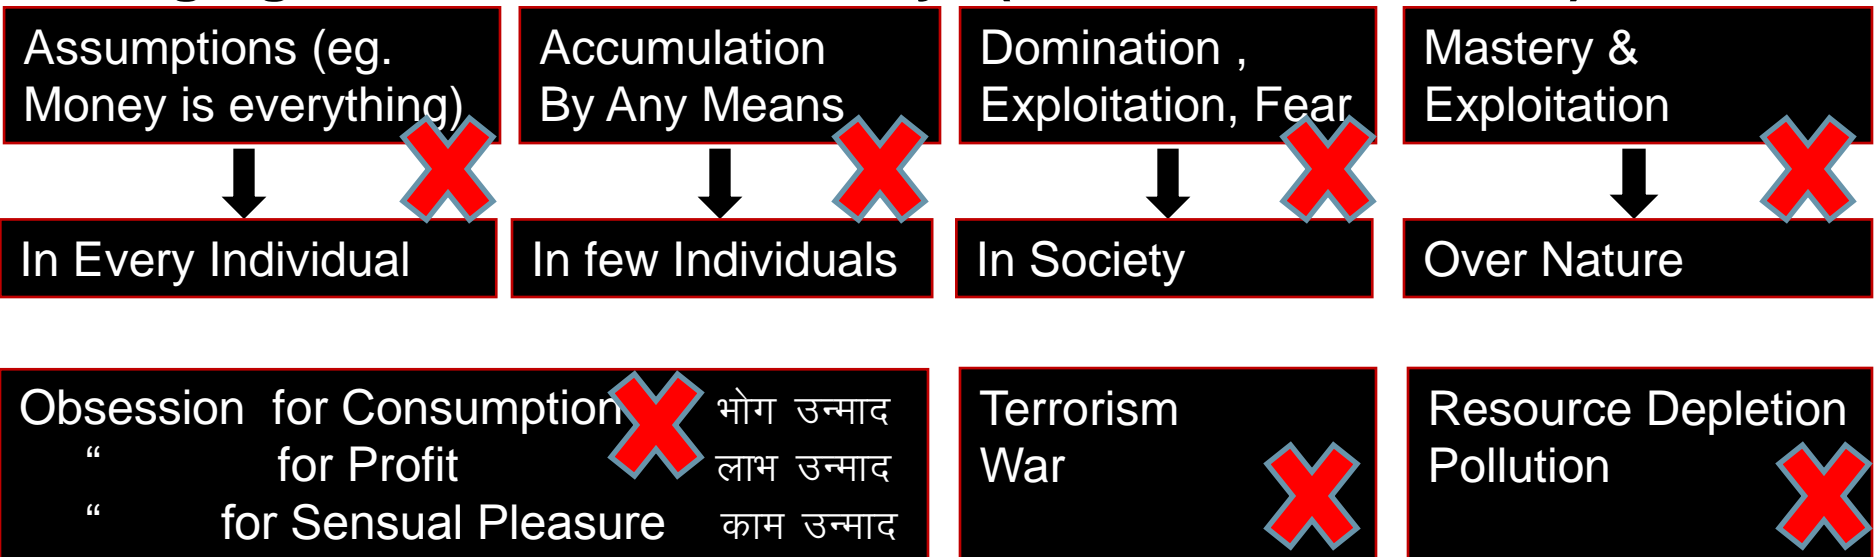 Assumptions (eg.
Money is everything)
Accumulation
By Any Means
Domination ,
Exploitation, Fear
Mastery &
Exploitation
In Every Individual
In few Individuals
In Society
Over Nature
Obsession for Consumption भोग उन्माद
“ for Profit लाभ उन्माद
“ for Sensual Pleasure काम उन्माद
Terrorism
War
Resource Depletion
Pollution